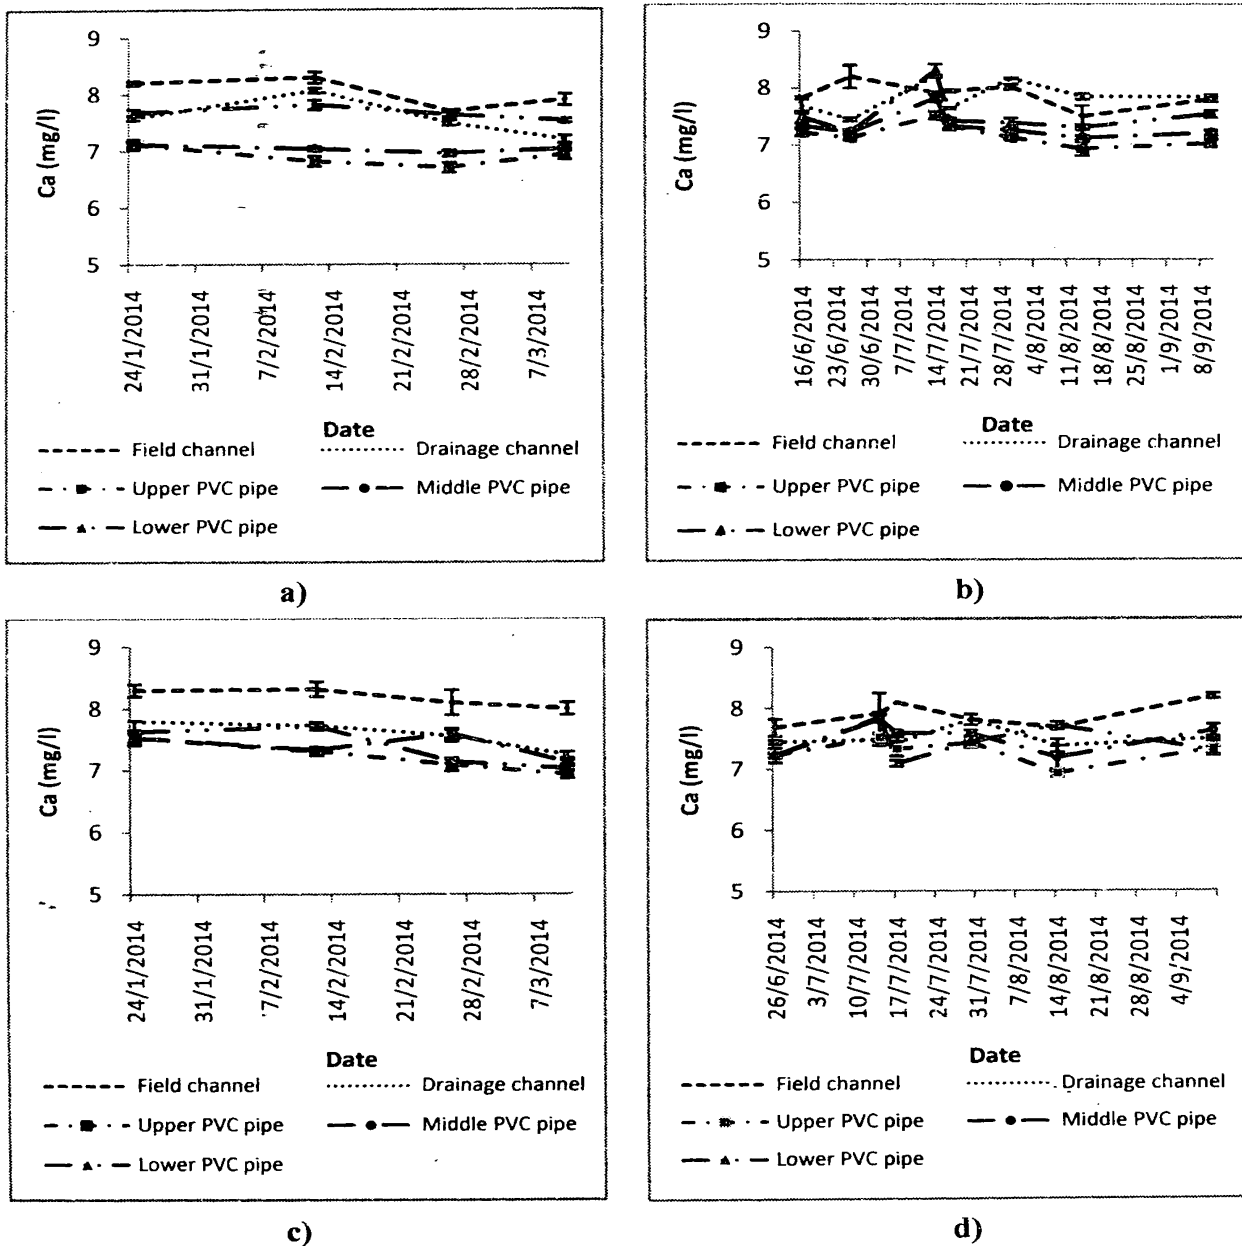 9
8
7
6
5
Ca (mg/l)
24/1/2014
31/1/2014
7/2/2014
14/2/2014
21/2/2014
28/2/2014
7/3/2014
Date
Field channel
Drainage channel
Upper PVC pipe
Middle PVC pipe
Lower PVC pipe
a)
9
8
7
6
5
Ca (mg/l)
16/6/2014
23/6/2014
30/6/2014
7/7/2014
14/7/2014
21/7/2014
28/7/2014
4/8/2014
11/8/2014
18/8/2014
25/8/2014
1/9/2014
8/9/2014
Date
Field channel
Drainage channel
Upper PVC pipe
Middle PVC pipe
Lower PVC pipe
b)
9
8
7
6
5
Ca (mg/l)
24/1/2014
31/1/2014
7/2/2014
14/2/2014
21/2/2014
28/2/2014
7/3/2014
Date
Field channel
Drainage channel
Upper PVC pipe
Middle PVC pipe
Lower PVC pipe
c)
9
8
7
6
5
Ca (mg/l)
26/6/2014
3/7/2014
10/7/2014
17/7/2014
24/7/2014
31/7/2014
7/8/2014
14/8/2014
21/8/2014
28/8/2014
4/9/2014
Date
Field channel
Drainage channel
Upper PVC pipe
Middle PVC pipe
Lower PVC pipe
d)